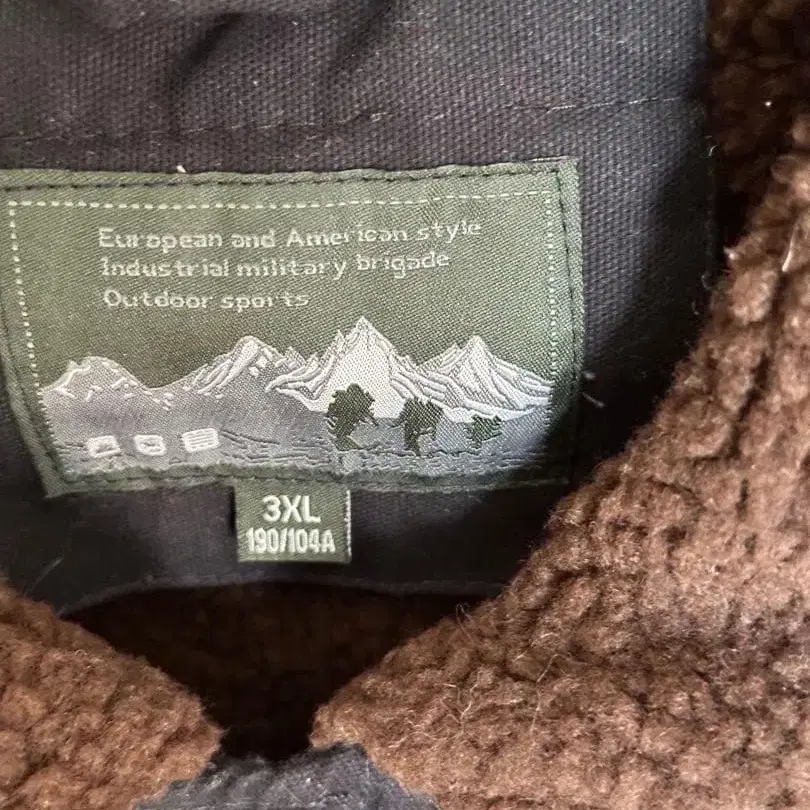 European and American style
Industrial military brigade
Outdoor sports
3XL
190/104A